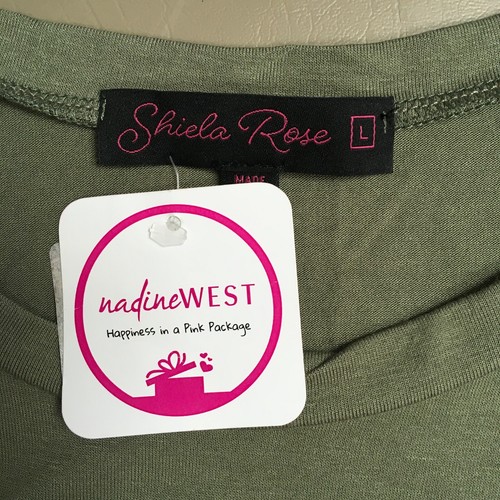 Shiela Rose L
MADE
nadineWEST
Happiness in a Pink Package